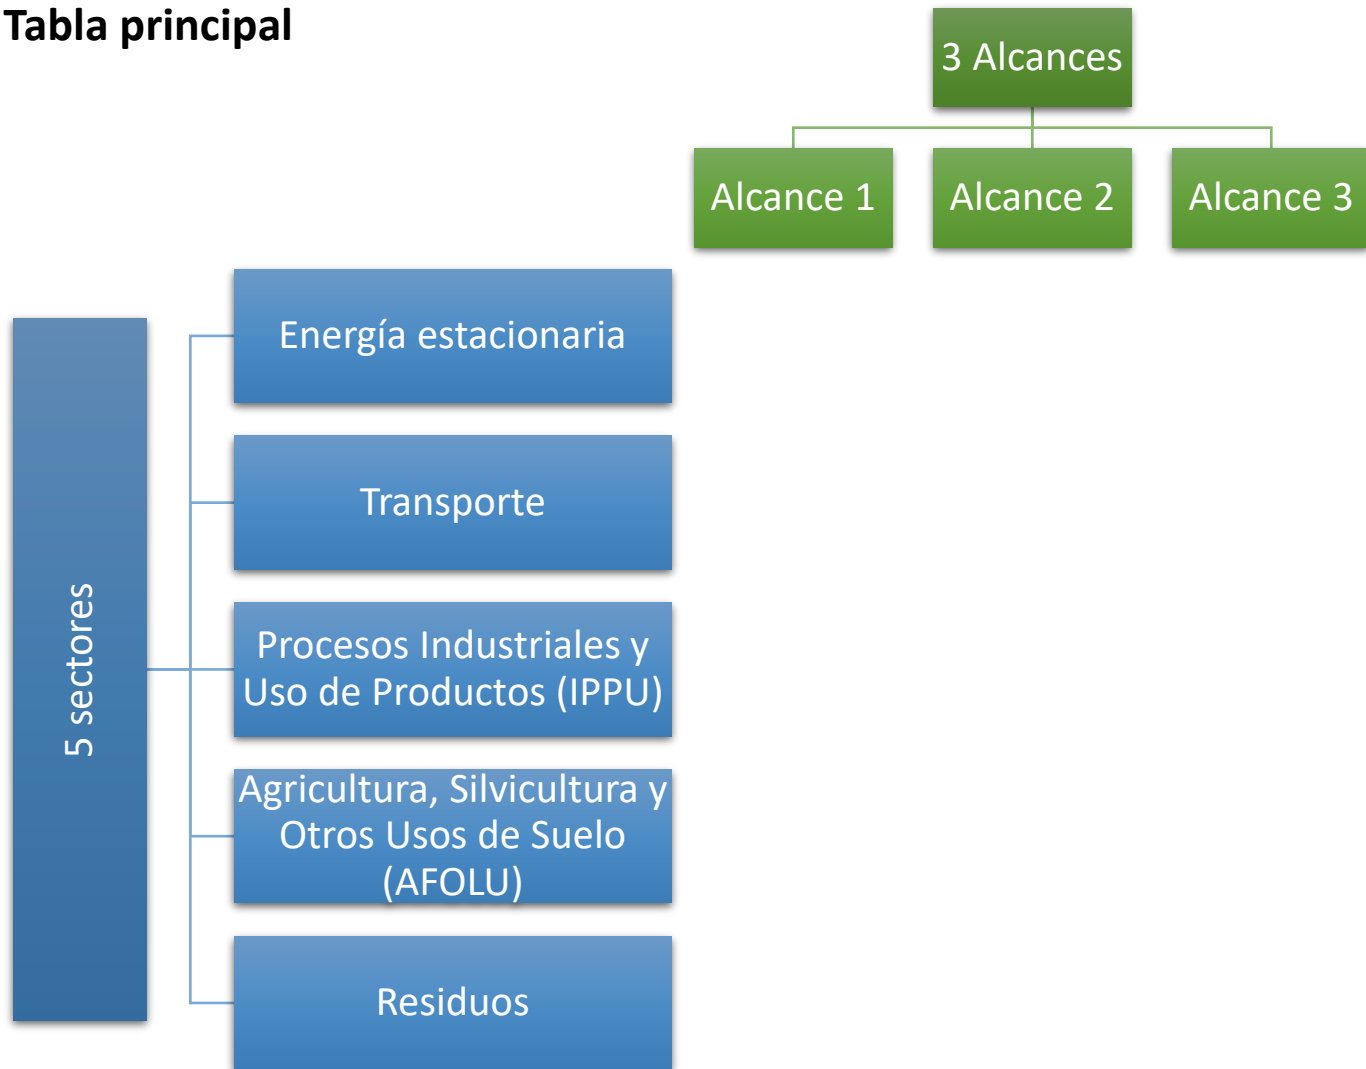 Tabla principal
3 Alcances
Alcance 1
Alcance 2
Alcance 3
5 sectores
Energía estacionaria
Transporte
Procesos Industriales y
Uso de Productos (IPPU)
Agricultura, Silvicultura y
Otros Usos de Suelo
(AFOLU)
Residuos